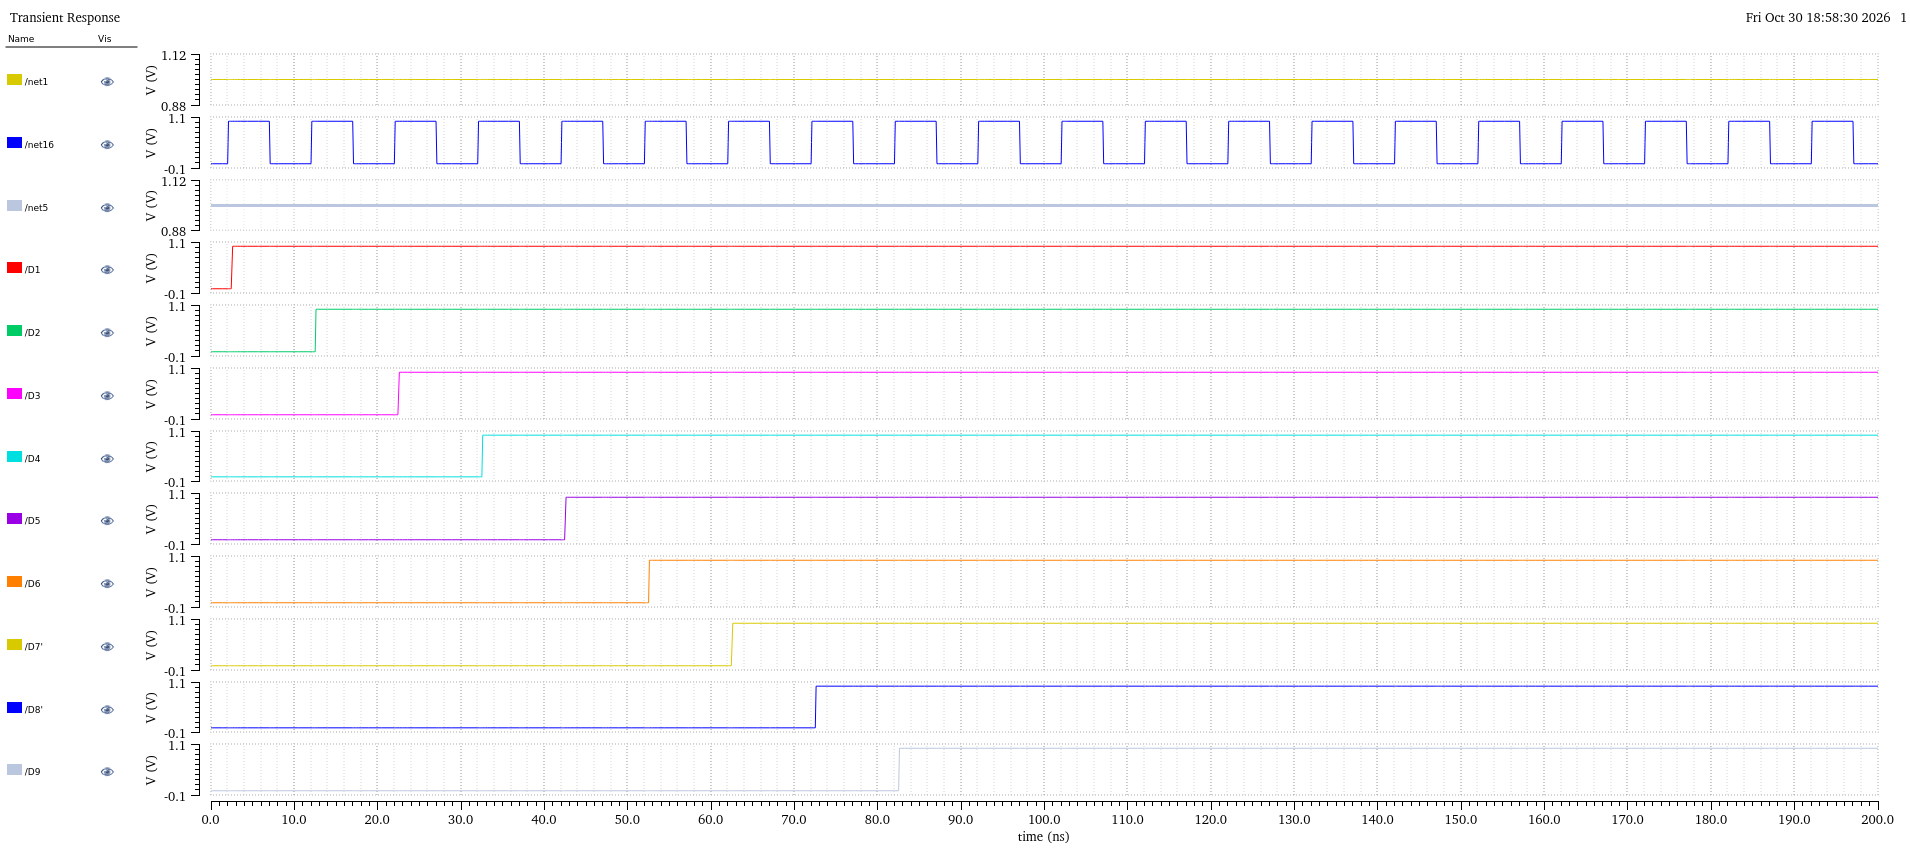 Transient Response
Fri Oct 30 18:58:30 2026 1
Name Vis
/net1
V (V)
1.12
0.88
/net16
V (V)
1.1
-0.1
/net5
V (V)
1.12
0.88
/D1
V (V)
1.1
-0.1
/D2
V (V)
1.1
-0.1
/D3
V (V)
1.1
-0.1
/D4
V (V)
1.1
-0.1
/D5
V (V)
1.1
-0.1
/D6
V (V)
1.1
-0.1
/D7'
V (V)
1.1
-0.1
/D8'
V (V)
1.1
-0.1
/D9
V (V)
1.1
-0.1
0.0 10.0 20.0 30.0 40.0 50.0 60.0 70.0 80.0 90.0 100.0 110.0 120.0 130.0 140.0 150.0 160.0 170.0 180.0 190.0 200.0
time (ns)